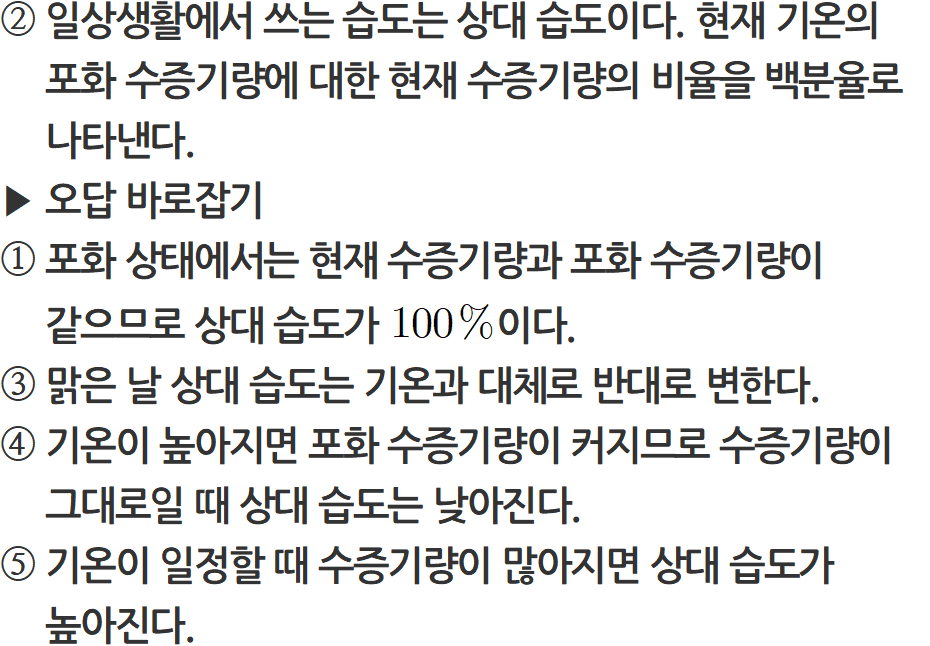 ② 일상생활에서 쓰는 습도는 상대 습도이다. 현재 기온의
포화 수증기량에 대한 현재 수증기량의 비율을 백분율로
나타낸다.
▶ 오답 바로잡기
① 포화 상태에서는 현재 수증기량과 포화 수증기량이
같으므로 상대 습도가 100%이다.
③ 맑은 날 상대 습도는 기온과 대체로 반대로 변한다.
④ 기온이 높아지면 포화 수증기량이 커지므로 수증기량이
그대로일 때 상대 습도는 낮아진다.
⑤ 기온이 일정할 때 수증기량이 많아지면 상대 습도가
높아진다.